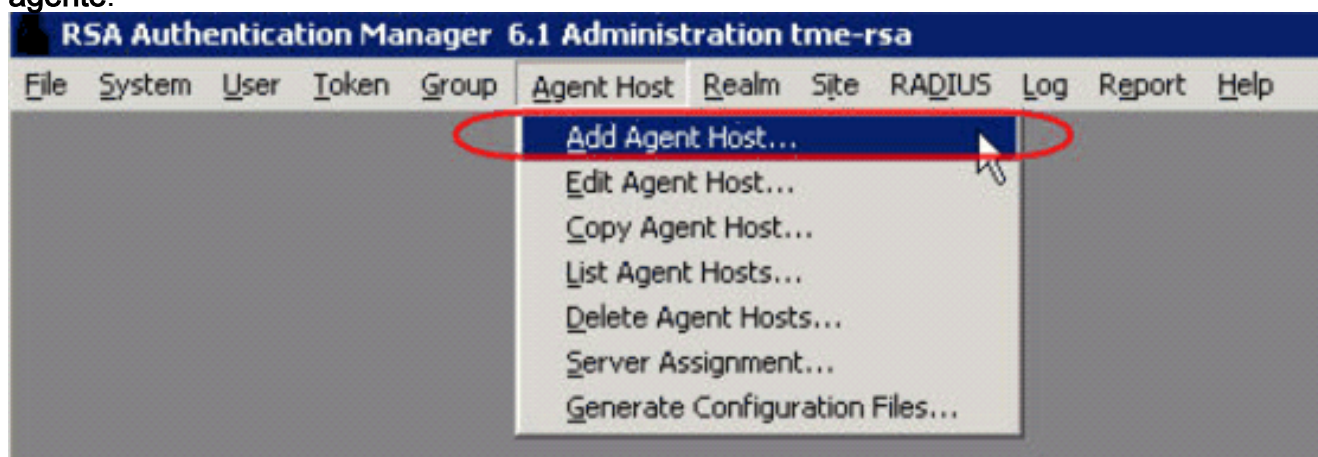 agente.
RSA Authentication Manager 6.1 Administration tme-rsa
File System User Token Group Agent Host Realm Site RADIUS Log Report Help
Add Agent Host...
Edit Agent Host...
Copy Agent Host...
List Agent Hosts...
Delete Agent Hosts...
Server Assignment...
Generate Configuration Files...